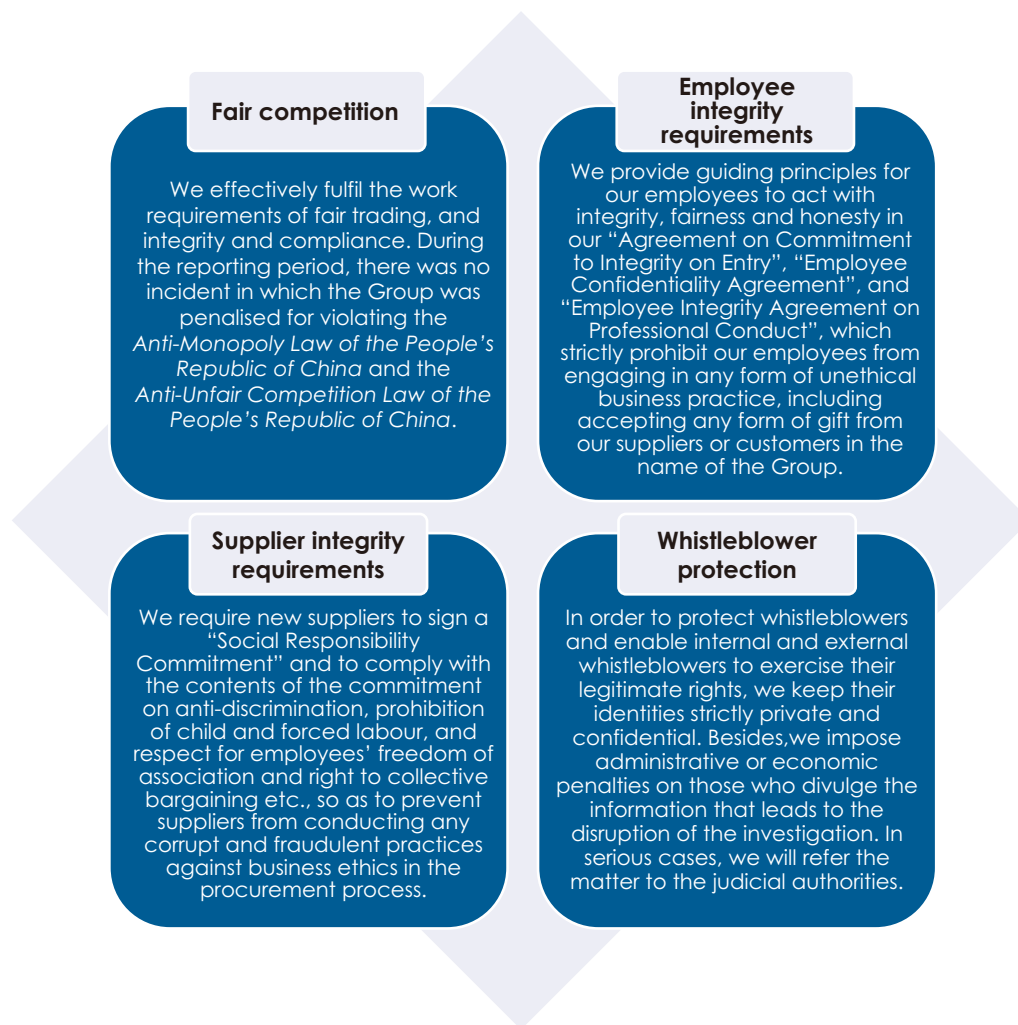 Fair competition
We effectively fulfil the work
requirements of fair trading, and
integrity and compliance. During
the reporting period, there was no
incident in which the Group was
penalised for violating the
Anti-Monopoly Law of the People’s
Republic of China and the
Anti-Unfair Competition Law of the
People’s Republic of China.
Employee
integrity
requirements
We provide guiding principles for
our employees to act with
integrity, fairness and honesty in
our “Agreement on Commitment
to Integrity on Entry”, “Employee
Confidentiality Agreement”, and
“Employee Integrity Agreement on
Professional Conduct”, which
strictly prohibit our employees from
engaging in any form of unethical
business practice, including
accepting any form of gift from
our suppliers or customers in the
name of the Group.
Supplier integrity
requirements
We require new suppliers to sign a
“Social Responsibility
Commitment” and to comply with
the contents of the commitment
on anti-discrimination, prohibition
of child and forced labour, and
respect for employees’ freedom of
association and right to collective
bargaining etc., so as to prevent
suppliers from conducting any
corrupt and fraudulent practices
against business ethics in the
procurement process.
Whistleblower
protection
In order to protect whistleblowers
and enable internal and external
whistleblowers to exercise their
legitimate rights, we keep their
identities strictly private and
confidential. Besides,we impose
administrative or economic
penalties on those who divulge the
information that leads to the
disruption of the investigation. In
serious cases, we will refer the
matter to the judicial authorities.